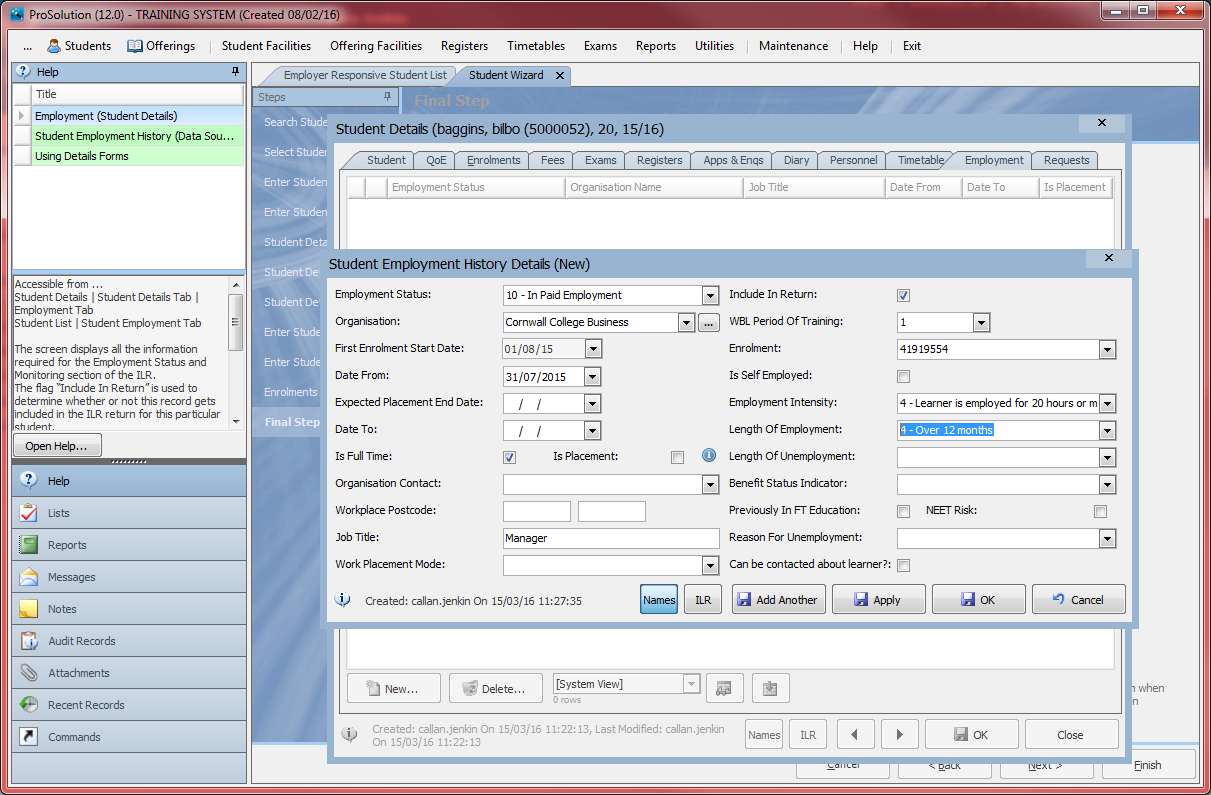 ProSolution (12.0) - TRAINING SYSTEM (Created 08/02/16)
... Students Offerings Student Facilities Offering Facilities Registers Timetables Exams Reports Utilities Maintenance Help Exit
Help
Title
Employment (Student Details)
Student Employment History (Data Sou...
Using Details Forms
Accessible from ...
Student Details | Student Details Tab |
Employment Tab
Student List | Student Employment Tab
The screen displays all the information
required for the Employment Status and
Monitoring section of the ILR.
The flag "Include In Return" is used to
determine whether or not this record gets
included in the ILR return for this particular
student.
Open Help...
Help
Lists
Reports
Messages
Notes
Audit Records
Attachments
Recent Records
Commands
Employer Responsive Student List
Student Wizard
Steps
Final Step
Search Stude
Select Studen
Enter Studen
Enter Studen
Student Deta
Student De
Student De
Enter Stude
Enter Stude
Enrolments
Final Step
Student Details (baggins, bilbo (5000052), 20, 15/16)
Student QoE Enrolments Fees Exams Registers Apps & Enqs Diary Personnel Timetable Employment Requests
Employment Status Organisation Name Job Title Date From Date To Is Placement
Student Employment History Details (New)
Employment Status: 10 - In Paid Employment Include In Return:
Organisation: Cornwall College Business ... WBL Period Of Training: 1
First Enrolment Start Date: 01/08/15 Enrolment: 41919554
Date From: 31/07/2015 Is Self Employed:
Expected Placement End Date: / / Employment Intensity: 4 - Learner is employed for 20 hours or m
Date To: / / Length Of Employment: 4 - Over 12 months
Is Full Time: Is Placement: Length Of Unemployment:
Organisation Contact: Benefit Status Indicator:
Workplace Postcode: Previously In FT Education: NEET Risk:
Job Title: Manager Reason For Unemployment:
Work Placement Mode: Can be contacted about learner?:
Created: callan.jenkin On 15/03/16 11:27:35 Names ILR Add Another Apply OK Cancel
New... Delete... [System View]
0 rows
Created: callan.jenkin On 15/03/16 11:22:13, Last Modified: callan.jenkin
On 15/03/16 11:22:13
Names ILR OK Close
n when
n
Cancel < Back Next > Finish